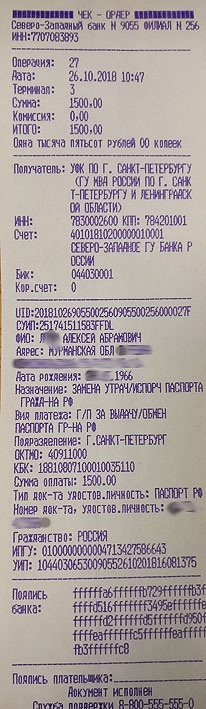 ЧЕК - ОРДЕР
Северо-Западный банк N 9055 ФИЛИАЛ N 256
ИНН:7707083893
Операция: 27
Дата: 26.10.2018 10:47
Терминал: 3
Сумма: 1500,00
Комиссия: 0,00
ИТОГО: 1500,00
Одна тысяча пятьсот рублей 00 копеек
Получатель: УФК ПО Г. САНКТ-ПЕТЕРБУРГУ
(ГУ МВД РОССИИ ПО Г. САНК
Т-ПЕТЕРБУРГУ И ЛЕНИНГРАДСК
ОЙ ОБЛАСТИ)
ИНН: 7830002600 КПП: 784201001
Счет: 40101810200000010001
СЕВЕРО-ЗАПАДНОЕ ГУ БАНКА Р
ОССИИ
Бик: 044030001
Кор.счет: 0
UID:201810269055002560905500256000027F
СУИП:251741511583FFDL
ФИО: АЛЕКСЕЙ АБРАМОВИЧ
Адрес: МУРМАНСКАЯ ОБЛ
Дата рождения: 1966
Назначение: ЗАМЕНА УТРАЧ/ИСПОРЧ ПАСПОРТА
ГРАЖД-НА РФ
Вид платежа: Г/П ЗА ВЫДАЧУ/ОБМЕН
ПАСПОРТА ГР-НА РФ
Подразделение: Г.САНКТ-ПЕТЕРБУРГ
ОКТМО: 40911000
КБК: 18810807100010035110
Сумма оплаты: 1500.00
Тип док-та удостов.личность: ПАСПОРТ РФ
Номер док-та, удостов.личность:
Гражданство: РОССИЯ
ИПГУ: 0100000000004713427586643
УИП: 10440306530090552610201816081375
Подпись
банка:
Подпись плательщика:
Документ исполнен
Служба поддержки 8-800-555-555-0